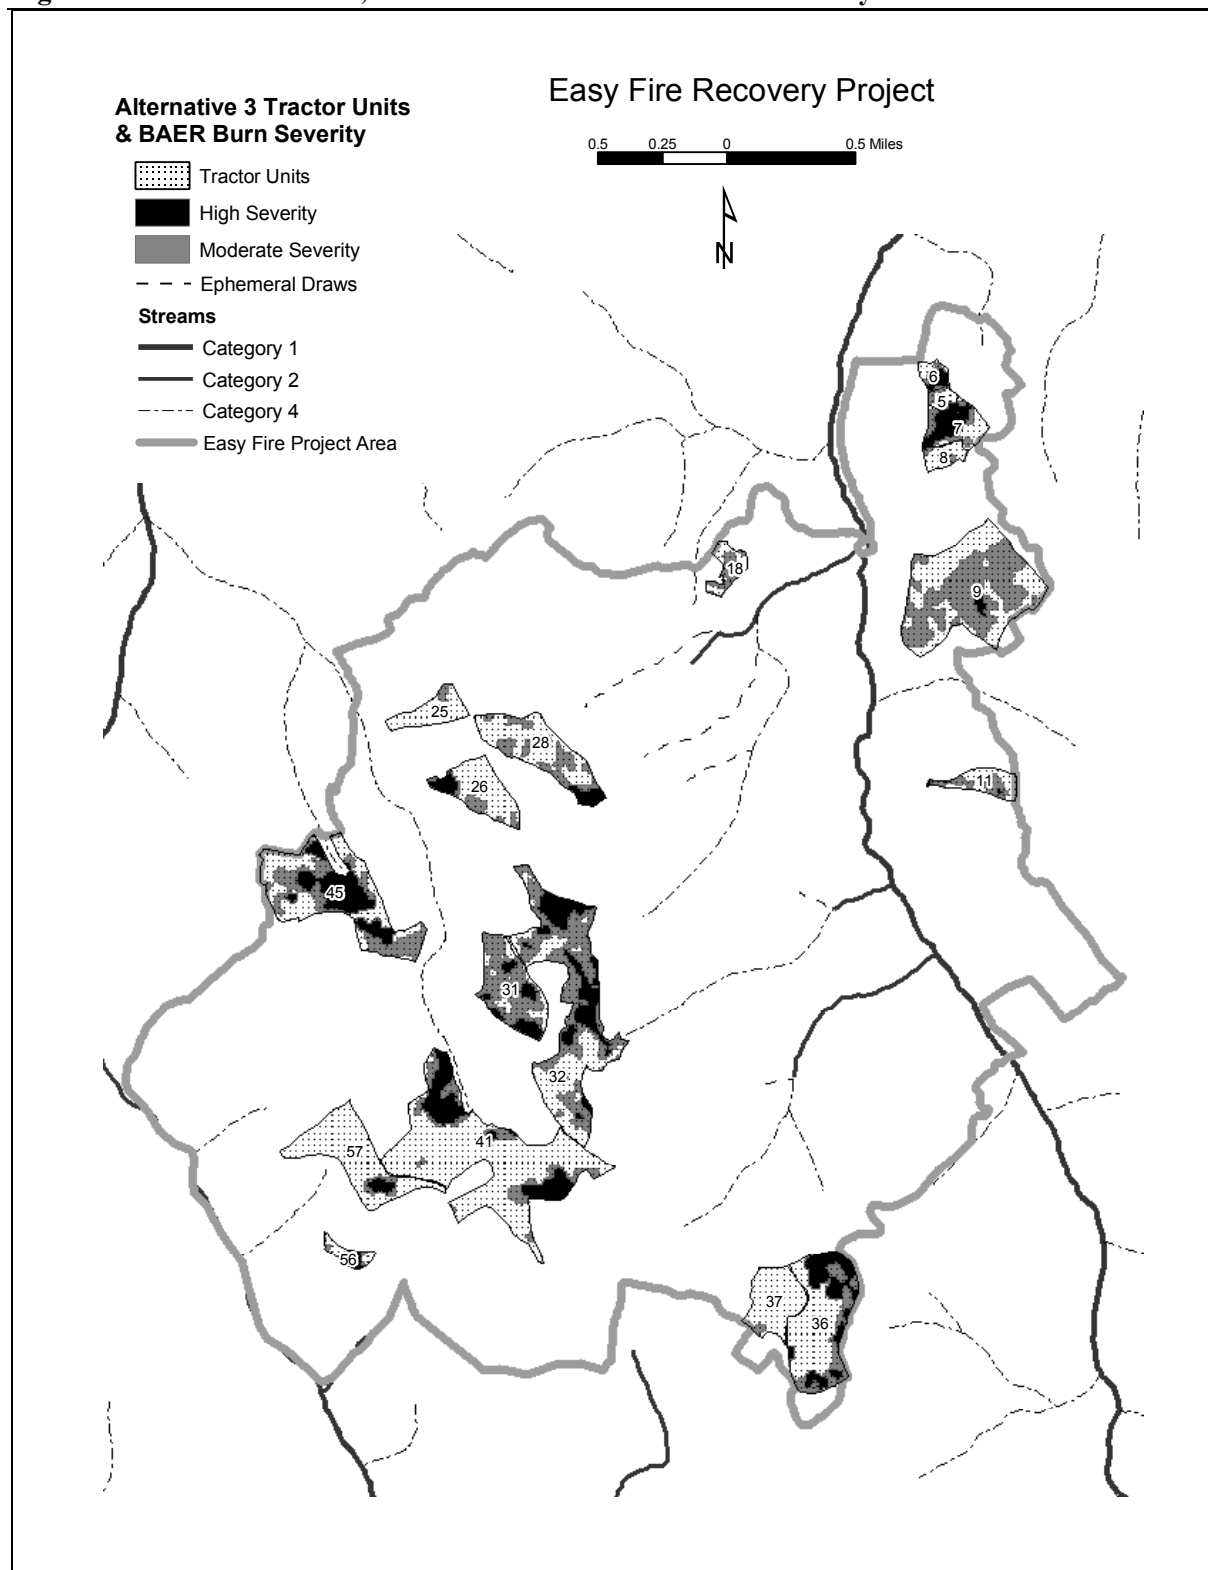 Easy Fire Recovery Project
Alternative 3 Tractor Units
& BAER Burn Severity
0.5 0.25 0 0.5 Miles
Tractor Units
High Severity
Moderate Severity
Ephemeral Draws
Streams
Category 1
Category 2
Category 4
Easy Fire Project Area
N
6
5
7
8
18
9
25
28
26
11
45
31
32
41
57
56
37
36